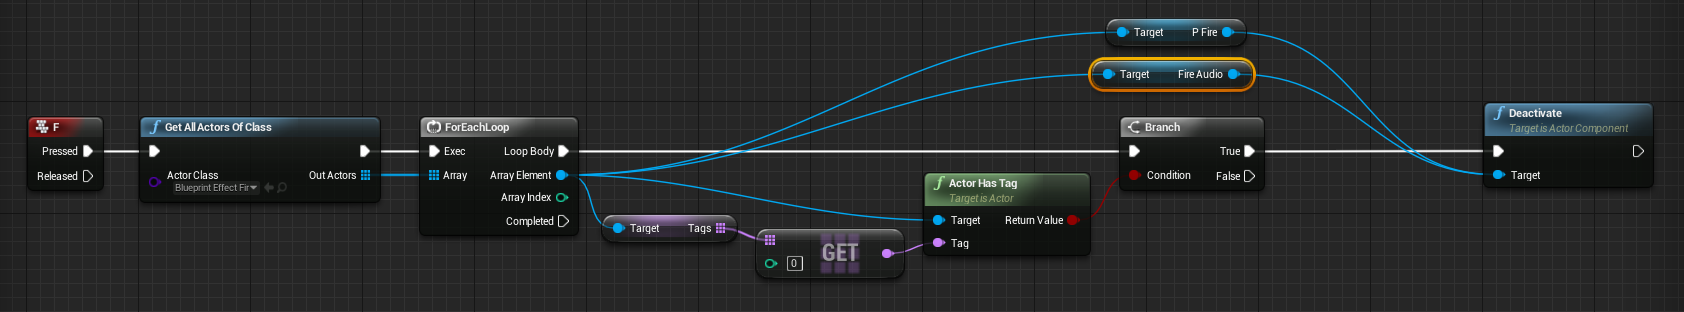 Target P Fire
Target Fire Audio
F
Pressed
Released
Get All Actors Of Class
Actor Class
Blueprint Effect Fir
Out Actors
ForEachLoop
Exec Loop Body
Array Array Element
Array Index
Completed
Target Tags
0 GET
Actor Has Tag
Target is Actor
Target Return Value
Tag
Branch
True
Condition False
Deactivate
Target is Actor Component
Target